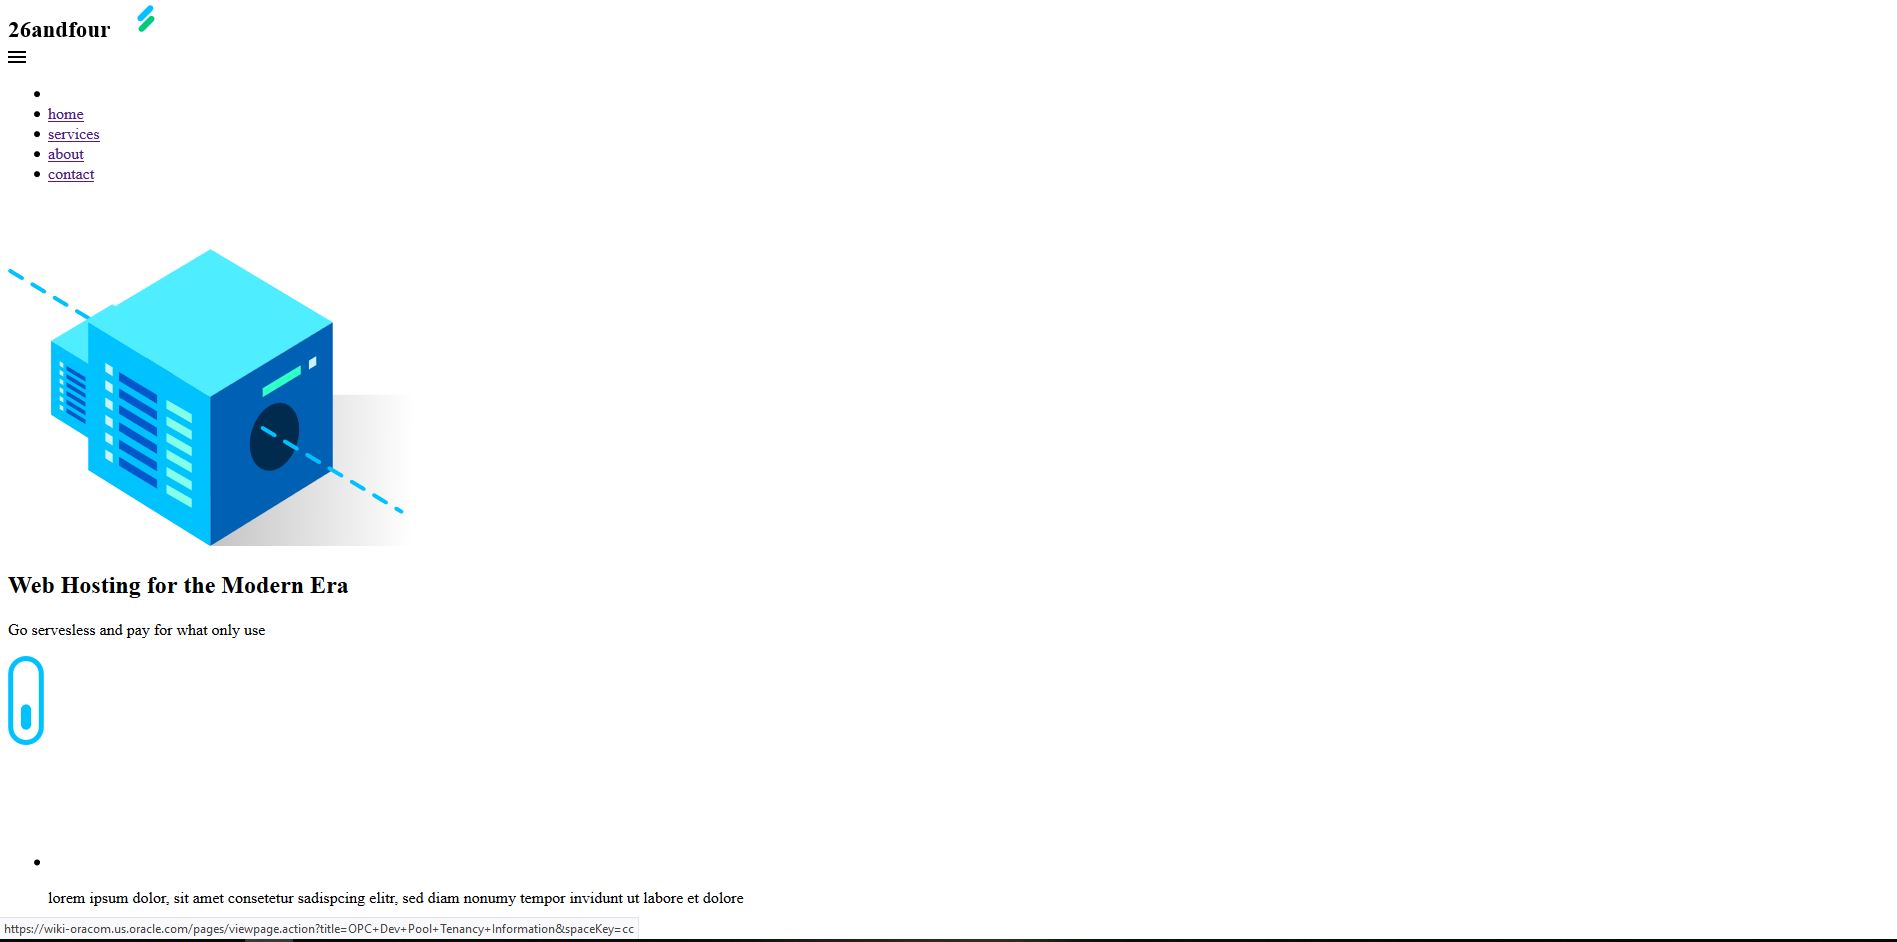 26andfour
home
services
about
contact
Web Hosting for the Modern Era
Go servesless and pay for what only use
lorem ipsum dolor, sit amet consetetur sadispcing elitr, sed diam nonumy tempor invidunt ut labore et dolore
https://wiki-oracom.us.oracle.com/pages/viewpage.action?title=OPC+Dev+Pool+Tenancy+Information&spaceKey=cc